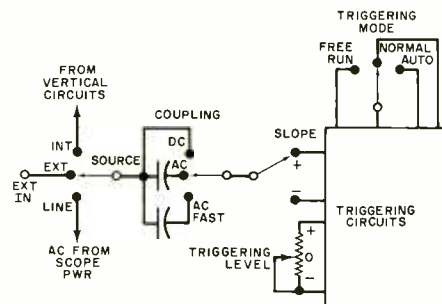 TRIGGERING
MODE
FREE
RUN
NORMAL
AUTO
FROM
VERTICAL
CIRCUITS
COUPLING
DC
SLOPE
INT
EXT
SOURCE
AC
+
EXT
IN
LINE
AC
FAST
−
TRIGGERING
CIRCUITS
AC FROM
SCOPE
PWR
TRIGGERING
LEVEL
+
O
−